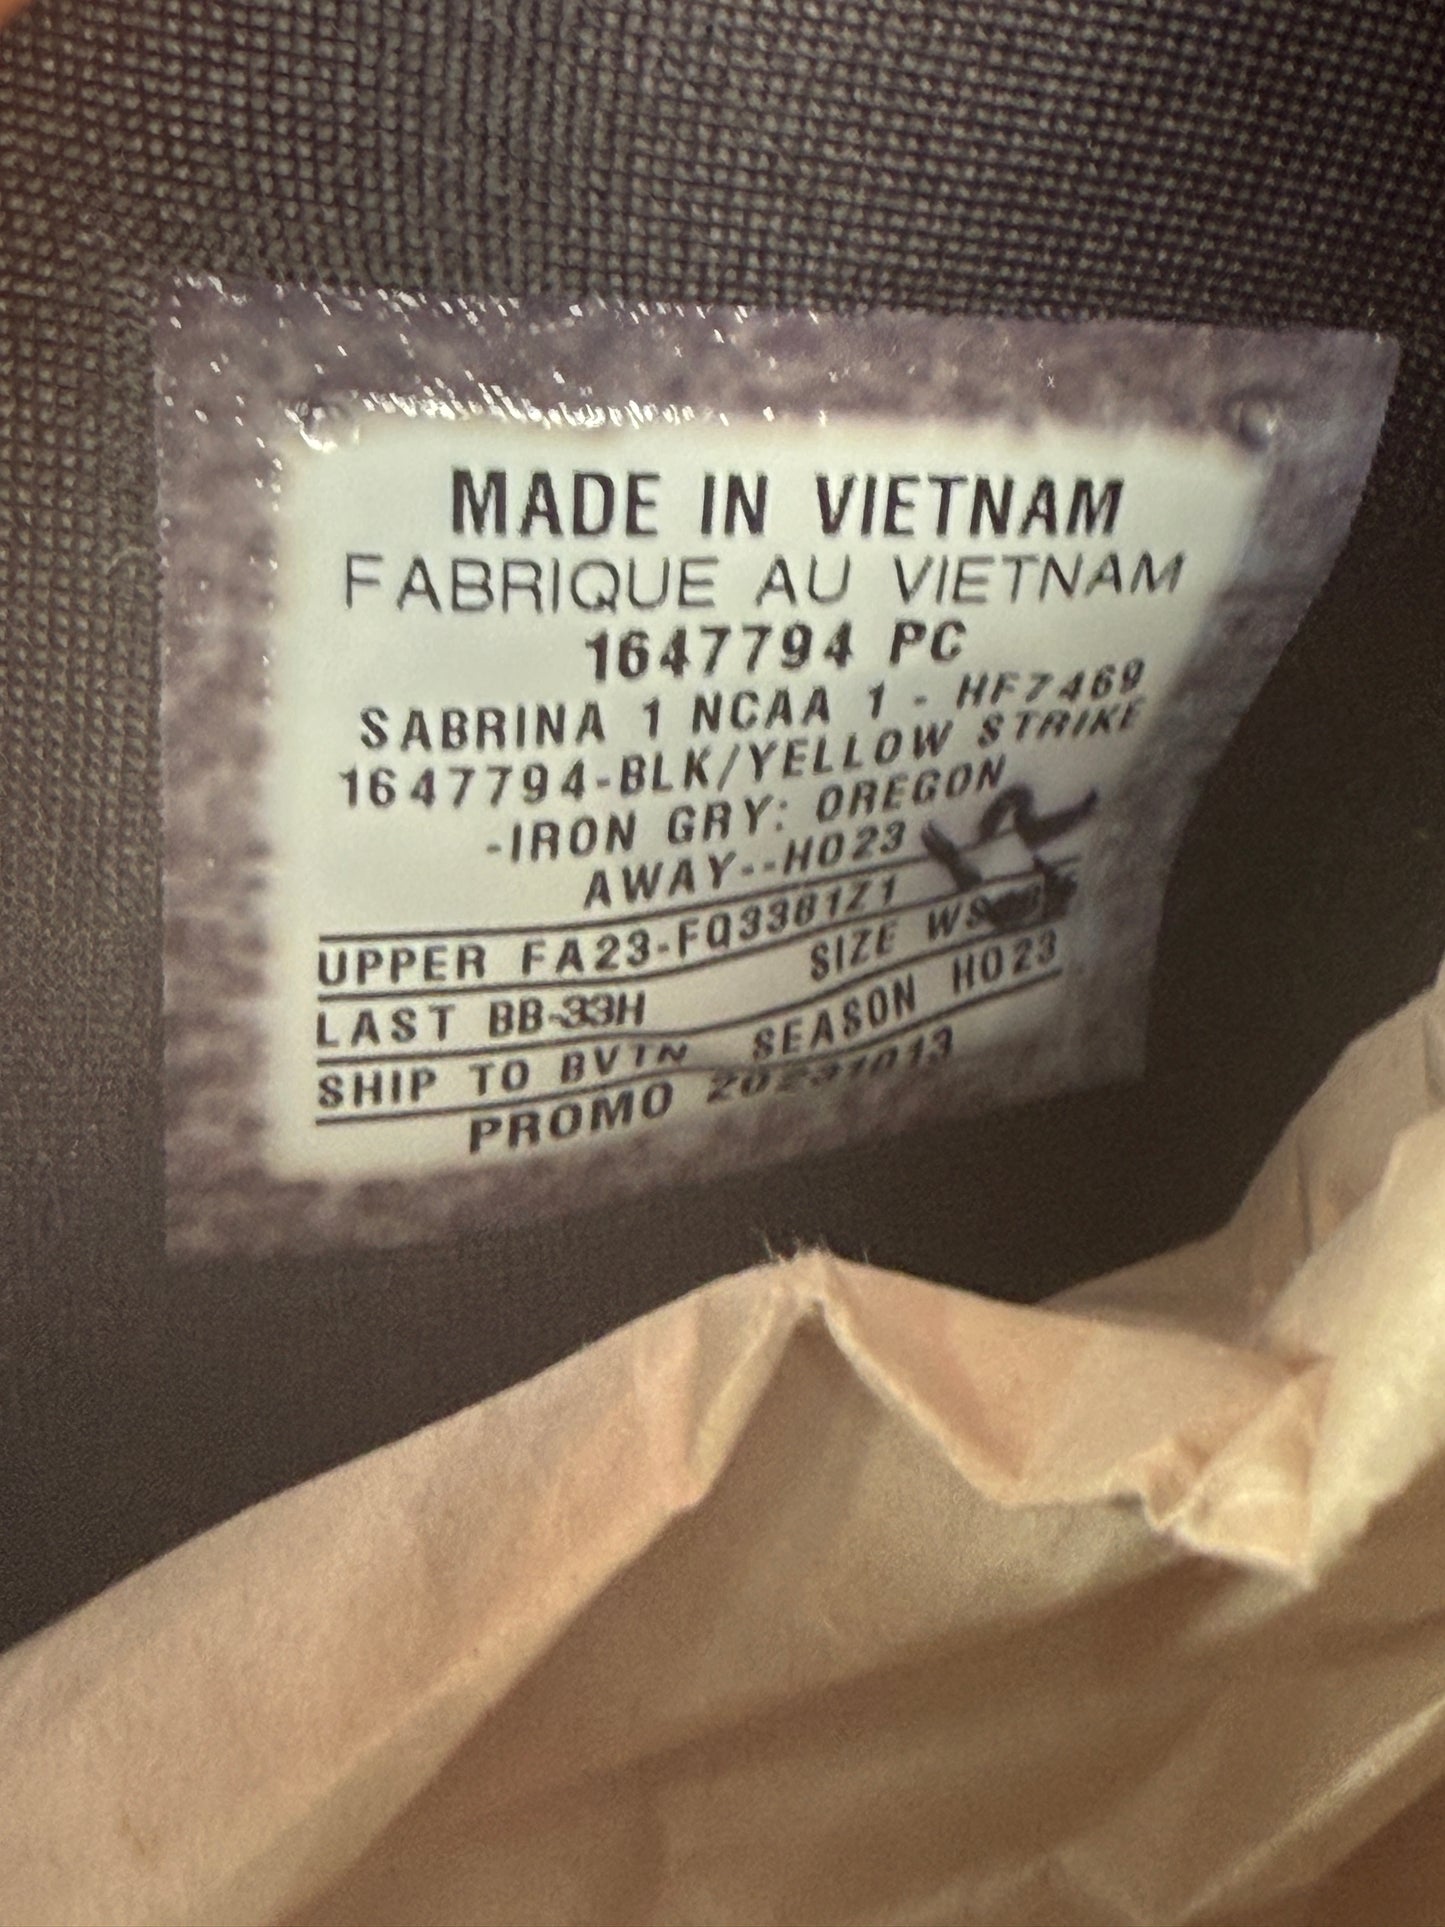 MADE IN VIETNAM
FABRIQUE AU VIETNAM
1647794 PC
SABRINA 1 NCAA 1 - HF7469
1647794-BLK/YELLOW STRIKE
-IRON GRY: OREGON
AWAY--HO23
UPPER FA23-FQ3381Z1
LAST BB-33H SIZE
SHIP TO BVTN SEASON HO23
PROMO 20231013